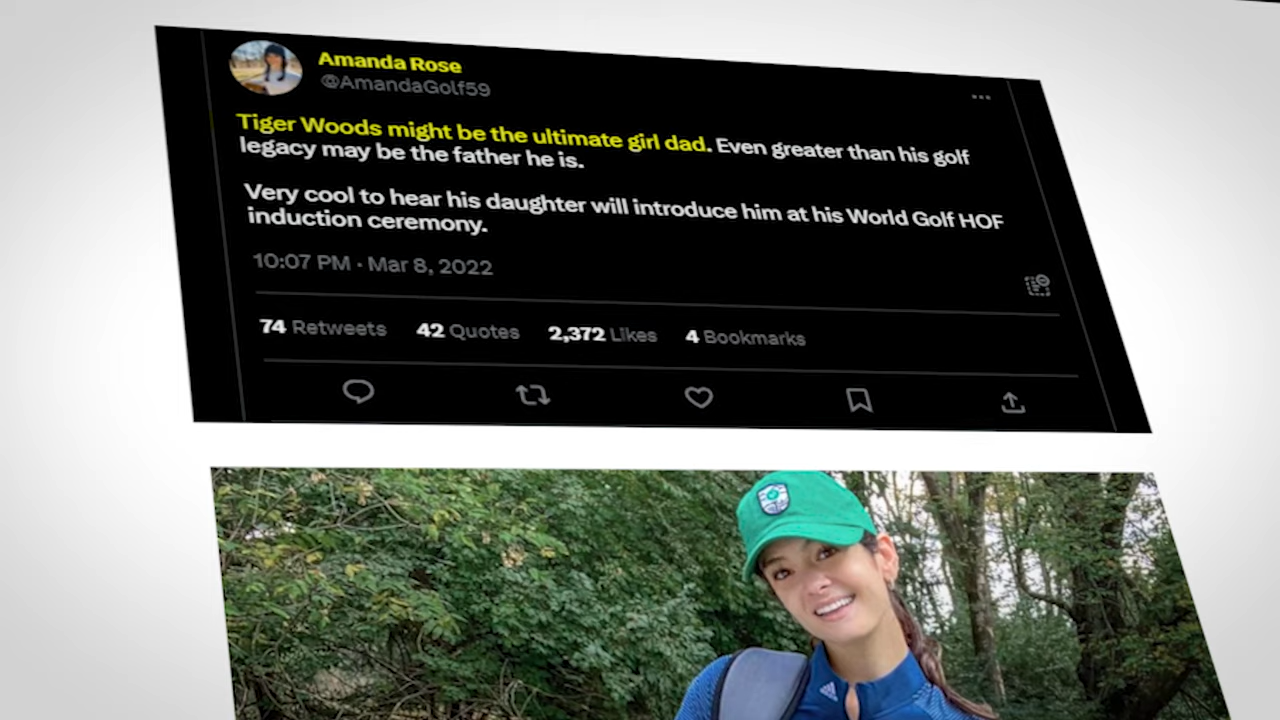 Amanda Rose
@AmandaGolf59
Tiger Woods might be the ultimate girl dad. Even greater than his golf
legacy may be the father he is.
Very cool to hear his daughter will introduce him at his World Golf HOF
induction ceremony.
10:07 PM · Mar 8, 2022
74 Retweets 42 Quotes 2,372 Likes 4 Bookmarks